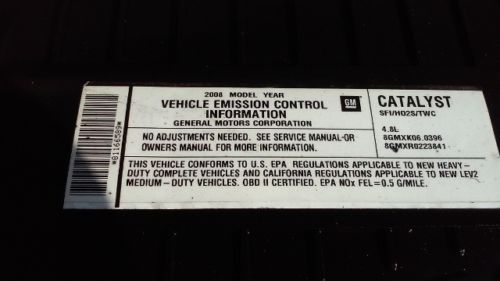 2008 MODEL YEAR
VEHICLE EMISSION CONTROL
INFORMATION
GENERAL MOTORS CORPORATION
GM
CATALYST
SFI/HO2S/TWC
NO ADJUSTMENTS NEEDED. SEE SERVICE MANUAL-OR
OWNERS MANUAL FOR MORE INFORMATION.
4.8L
8GMXK06.0396
8GMXR0223841
THIS VEHICLE CONFORMS TO U.S. EPA REGULATIONS APPLICABLE TO NEW HEAVY-
DUTY COMPLETE VEHICLES AND CALIFORNIA REGULATIONS APPLICABLE TO NEW LEV2
MEDIUM-DUTY VEHICLES. OBD II CERTIFIED. EPA NOx FEL=0.5 G/MILE.
*81166589*